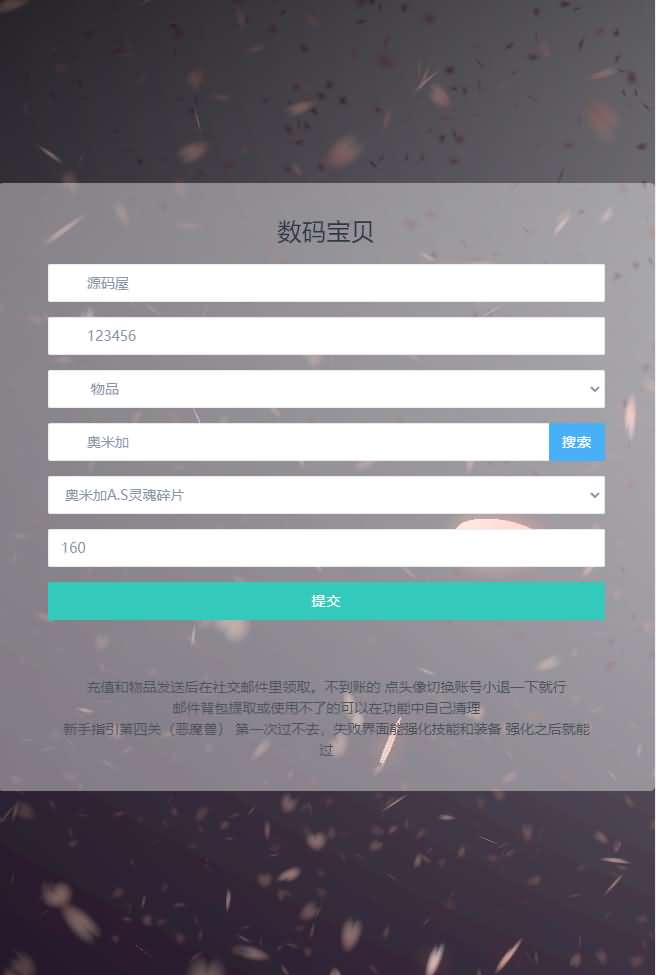 数码宝贝
源码屋
123456
物品
奥米加
搜索
奥米加A.S灵魂碎片
160
提交
充值和物品发送后在社交邮件里领取。不到账的 点头像切换账号小退一下就行
邮件背包提取或使用不了的可以在功能中自己清理
新手指引第四关（恶魔兽） 第一次过不去，失败界面能强化技能和装备 强化之后就能
过